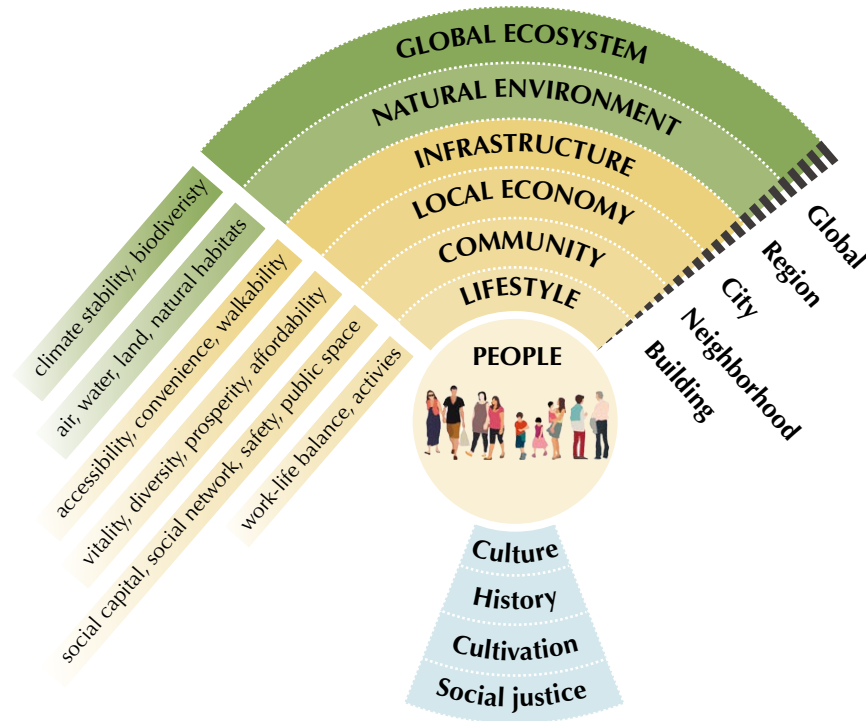 GLOBAL ECOSYSTEM
NATURAL ENVIRONMENT
INFRASTRUCTURE
LOCAL ECONOMY
COMMUNITY
LIFESTYLE
PEOPLE
climate stability, biodiveristy
air, water, land, natural habitats
accessibility, convenience, walkability
vitality, diversity, prosperity, affordability
social capital, social network, safety, public space
work-life balance, activies
Global
Region
City
Neighborhood
Building
Culture
History
Cultivation
Social justice